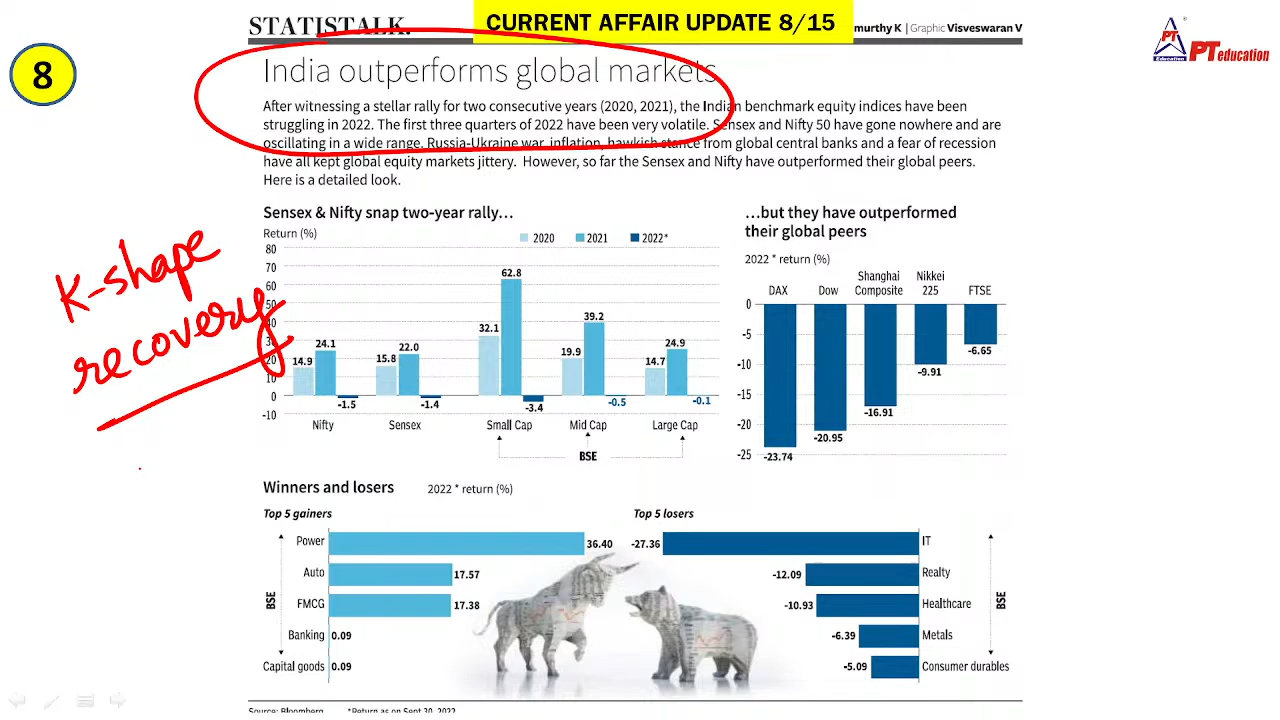 STATISTALK.
CURRENT AFFAIR UPDATE 8/15
murthy K | Graphic Visveswaran V
PT
Education
PT education
8
India outperforms global markets
After witnessing a stellar rally for two consecutive years (2020, 2021), the Indian benchmark equity indices have been
struggling in 2022. The first three quarters of 2022 have been very volatile. Sensex and Nifty 50 have gone nowhere and are
oscillating in a wide range. Russia-Ukraine war, inflation, hawkish stance from global central banks and a fear of recession
have all kept global equity markets jittery. However, so far the Sensex and Nifty have outperformed their global peers.
Here is a detailed look.
K-shape
recovery
Sensex & Nifty snap two-year rally...
Return (%)
2020 2021 2022*
80
70
60
50
40
30
20
10
0
-10
14.9 24.1 -1.5
15.8 22.0 -1.4
32.1 62.8 -3.4
19.9 39.2 -0.5
14.7 24.9 -0.1
Nifty Sensex Small Cap Mid Cap Large Cap
BSE
...but they have outperformed
their global peers
2022 * return (%)
DAX Dow Shanghai Composite Nikkei 225 FTSE
0
-5
-10
-15
-20
-25
-23.74 -20.95 -16.91 -9.91 -6.65
Winners and losers 2022 * return (%)
Top 5 gainers
BSE
Power 36.40
Auto 17.57
FMCG 17.38
Banking 0.09
Capital goods 0.09
Top 5 losers
-27.36 IT
-12.09 Realty
-10.93 Healthcare
-6.39 Metals
-5.09 Consumer durables
BSE
Source: Bloomberg *Return as on Sept 30, 2022